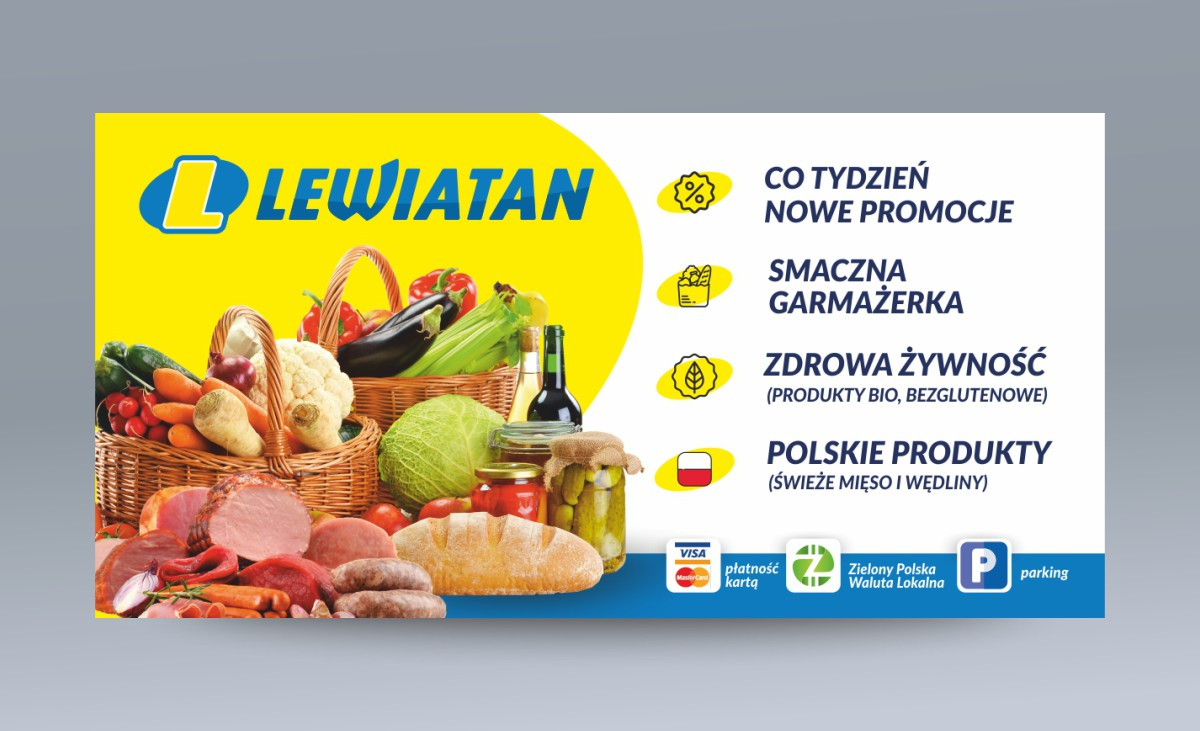 L LEWIATAN
CO TYDZIEŃ
NOWE PROMOCJE
SMACZNA
GARMAŻERKA
ZDROWA ŻYWNOŚĆ
(PRODUKTY BIO, BEZGLUTENOWE)
POLSKIE PRODUKTY
(ŚWIEŻE MIĘSO I WĘDLINY)
VISA
MasterCard
płatność
kartą
Zielony Polska
Waluta Lokalna
P
parking